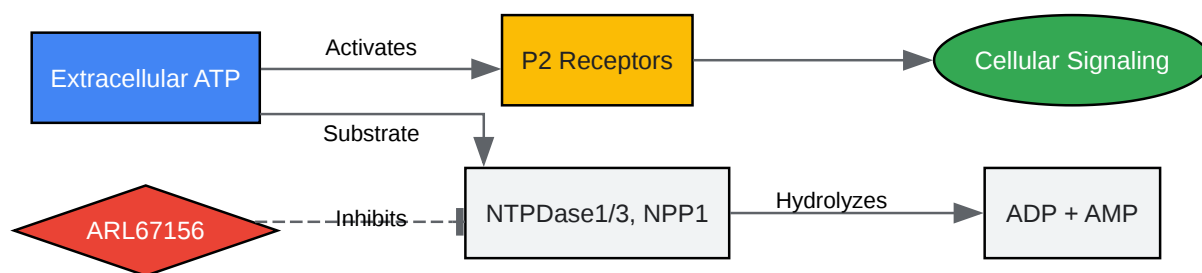 Extracellular ATP
Activates
P2 Receptors
Cellular Signaling
Substrate
ARL67156
Inhibits
NTPDase1/3, NPP1
Hydrolyzes
ADP + AMP